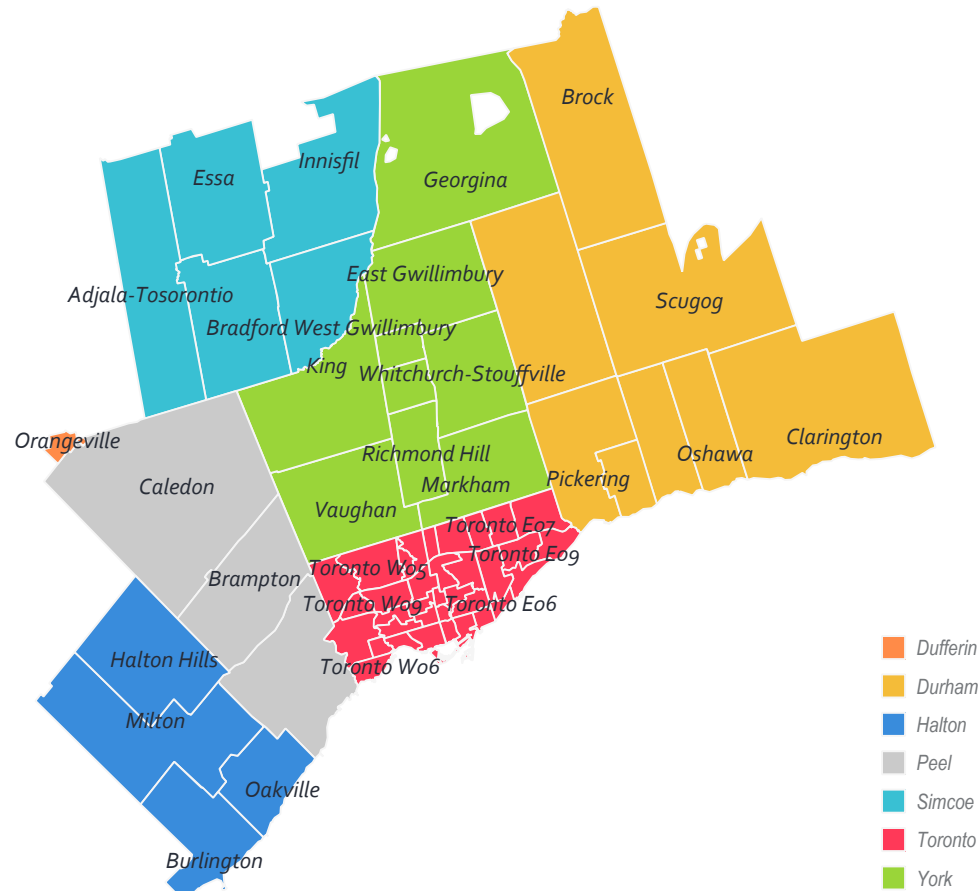 Brock
Innisfil
Essa
Georgina
East Gwillimbury
Adjala-Tosorontio
Scugog
Bradford West Gwillimbury
King
Whitchurch-Stouffville
Orangeville
Clarington
Richmond Hill
Oshawa
Pickering
Markham
Caledon
Vaughan
Toronto E07
Toronto E09
Toronto W05
Brampton
Toronto W09
Toronto E06
Halton Hills
Toronto W06
Milton
Oakville
Burlington
Dufferin
Durham
Halton
Peel
Simcoe
Toronto
York